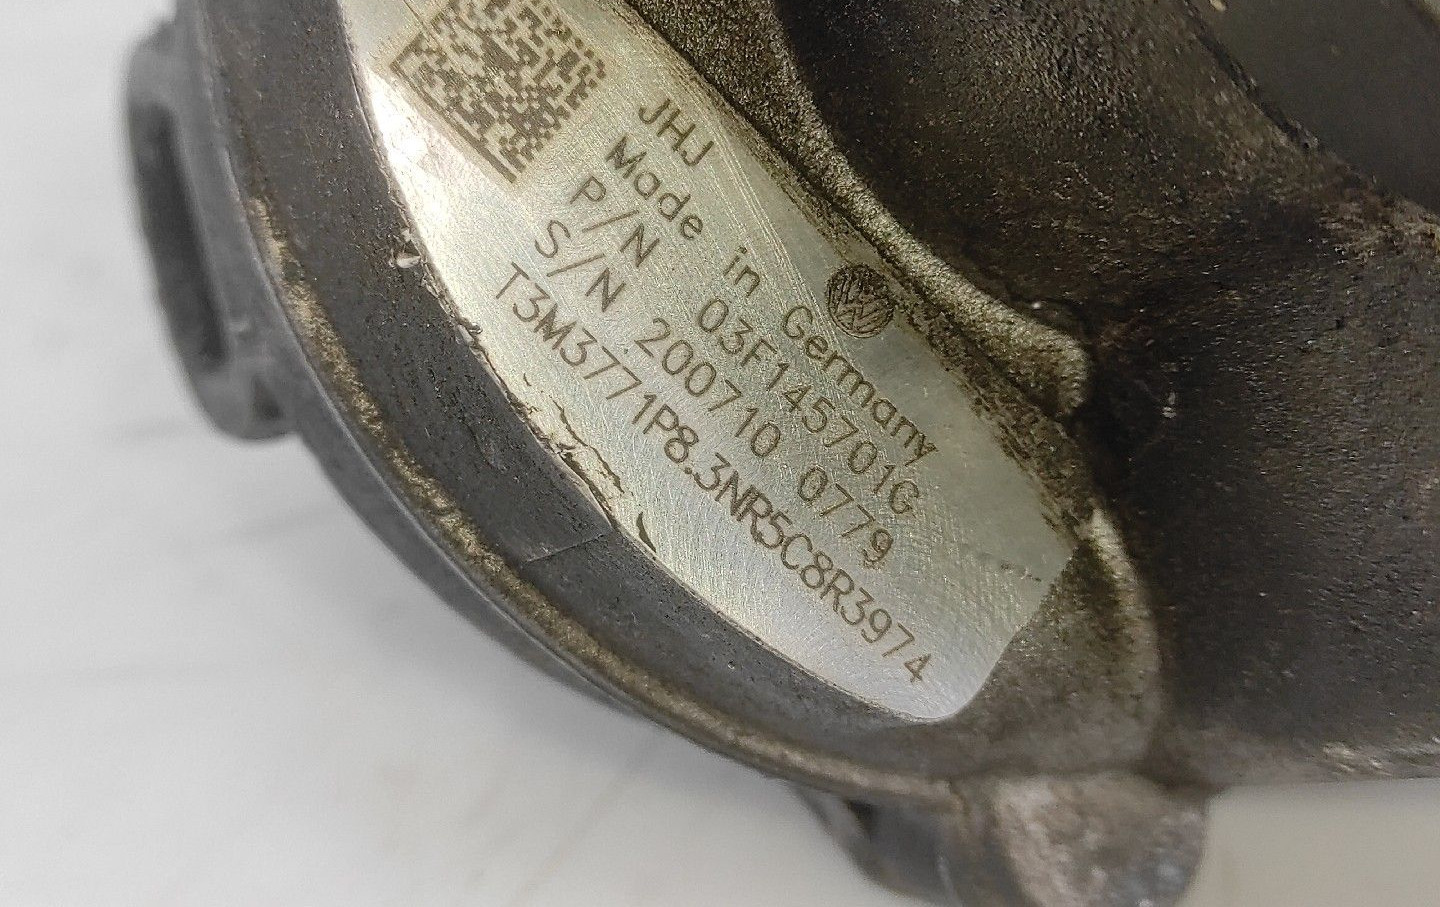 JHJ
Made in Germany
P/N 03F145701G
S/N 200710 0779
T3M3771P8.3NR5C8R3974